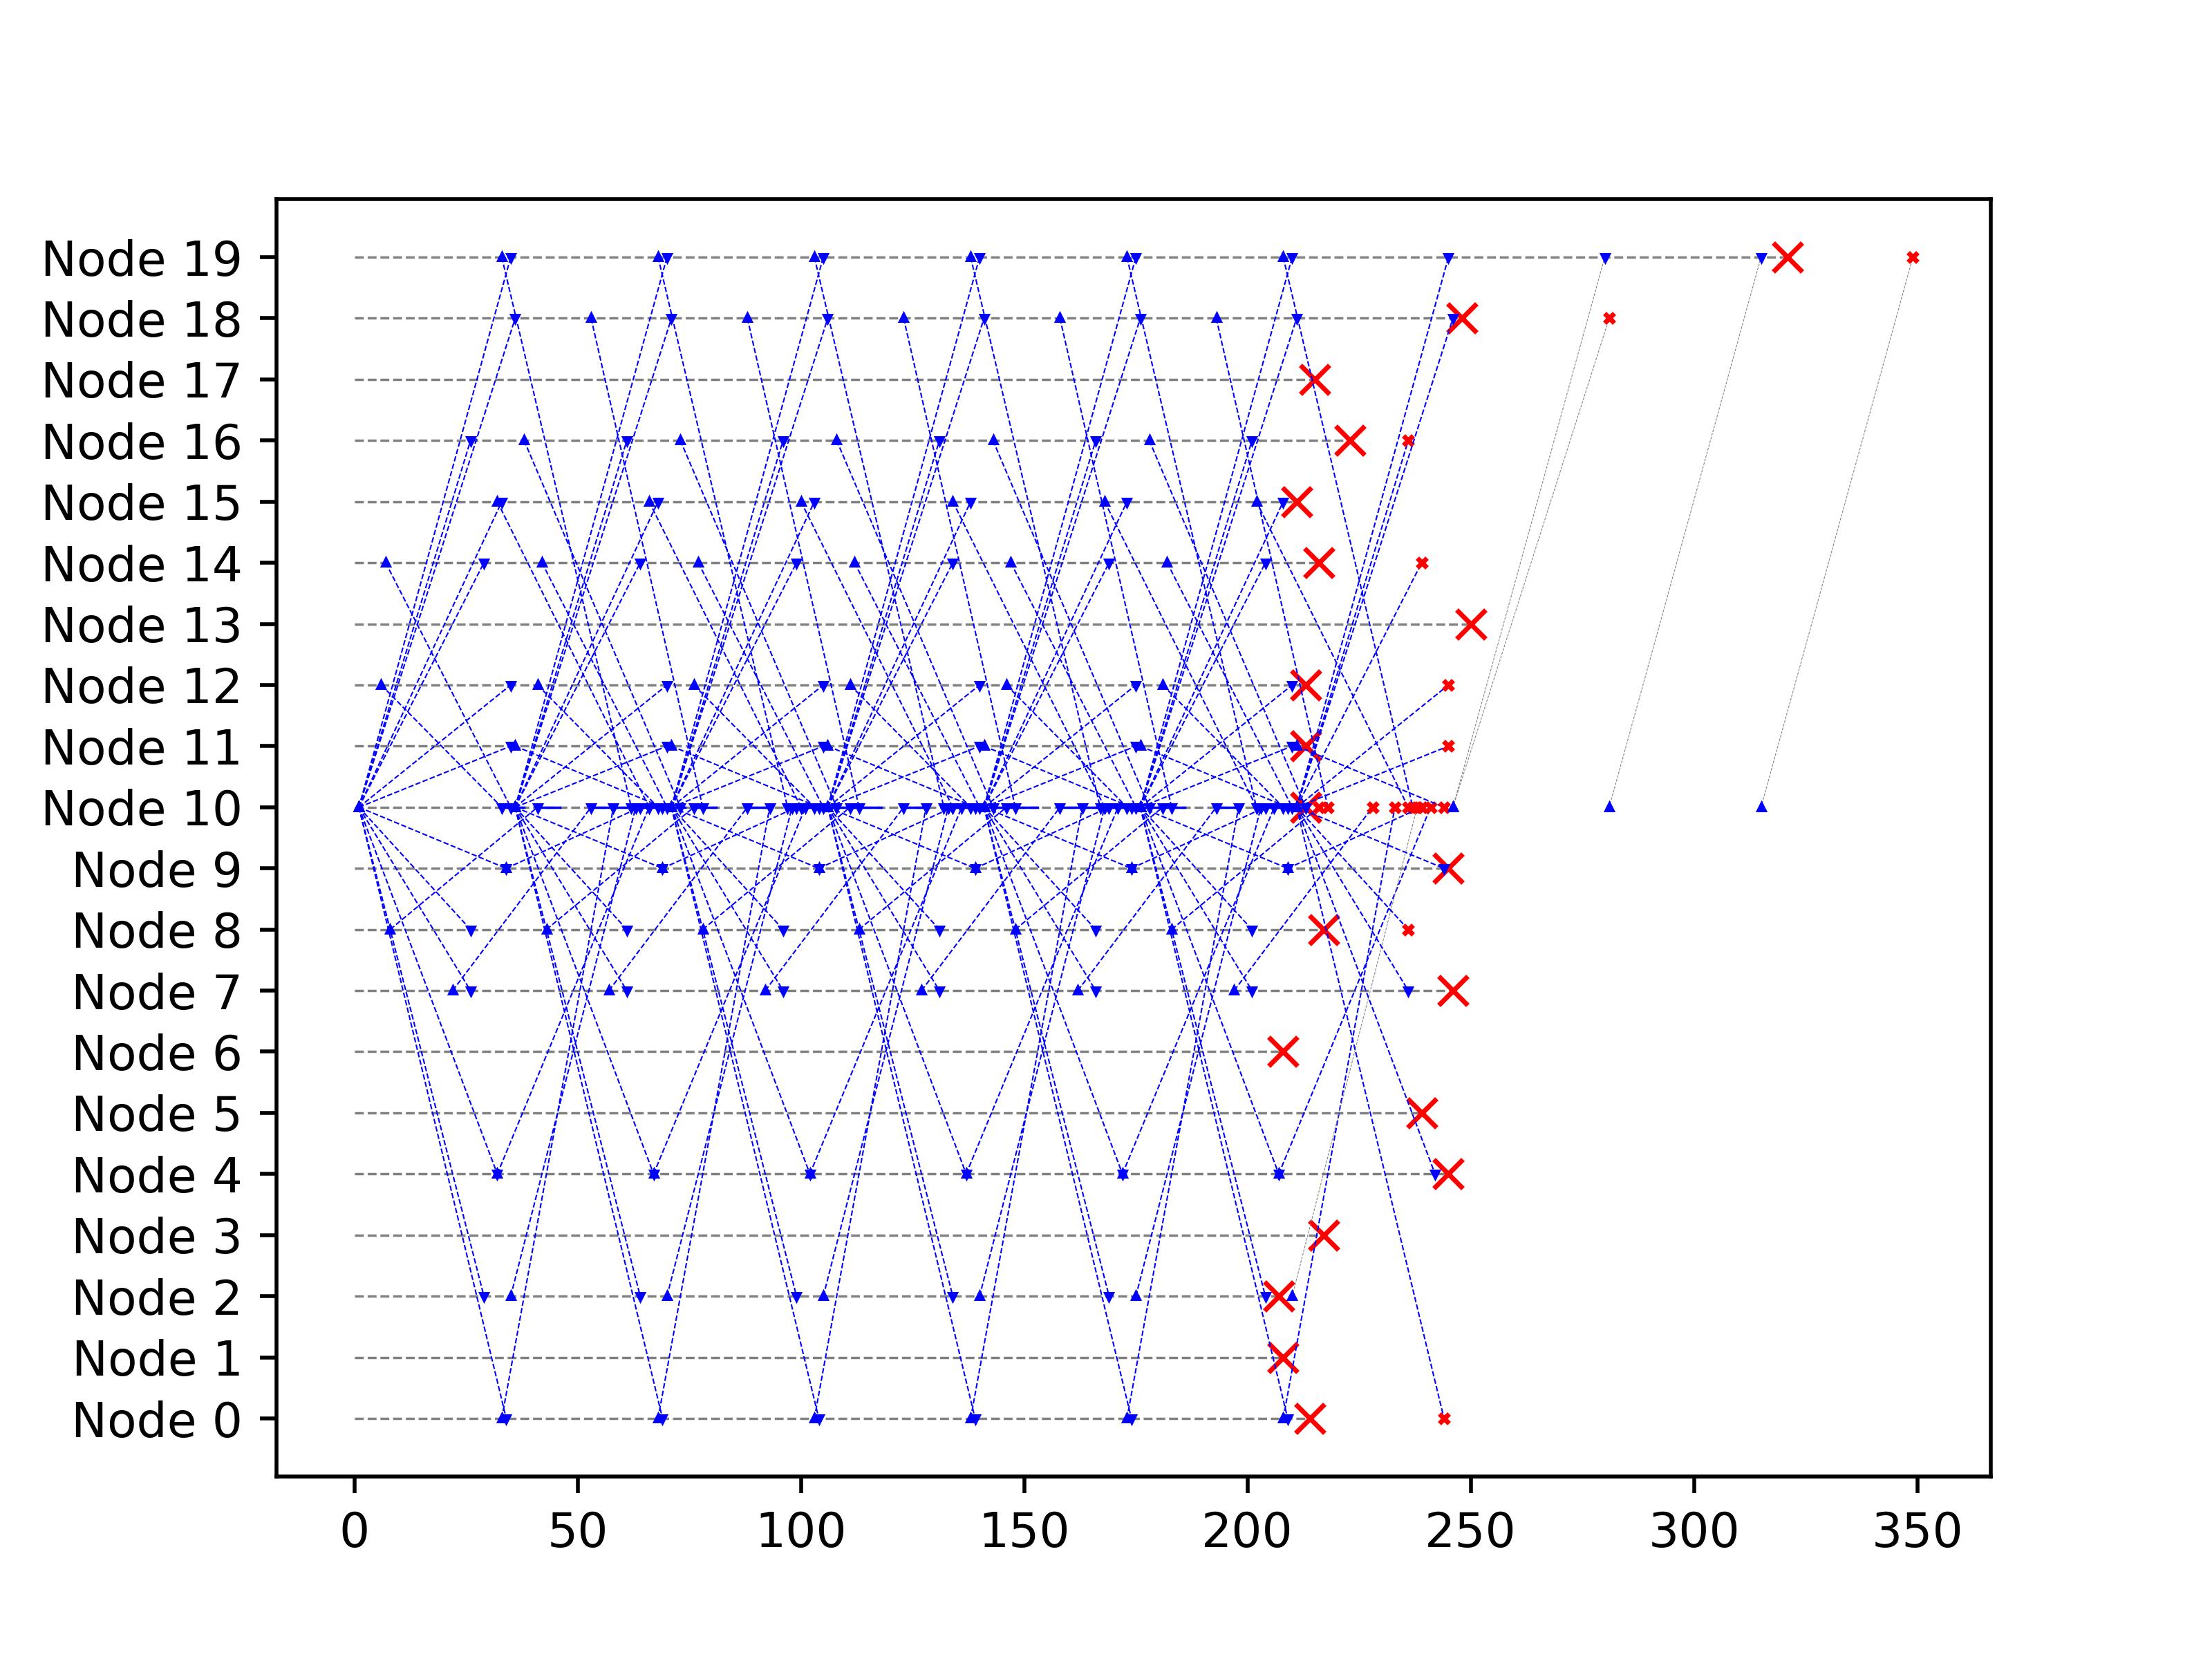 Node 19
Node 18
Node 17
Node 16
Node 15
Node 14
Node 13
Node 12
Node 11
Node 10
Node 9
Node 8
Node 7
Node 6
Node 5
Node 4
Node 3
Node 2
Node 1
Node 0
0 50 100 150 200 250 300 350